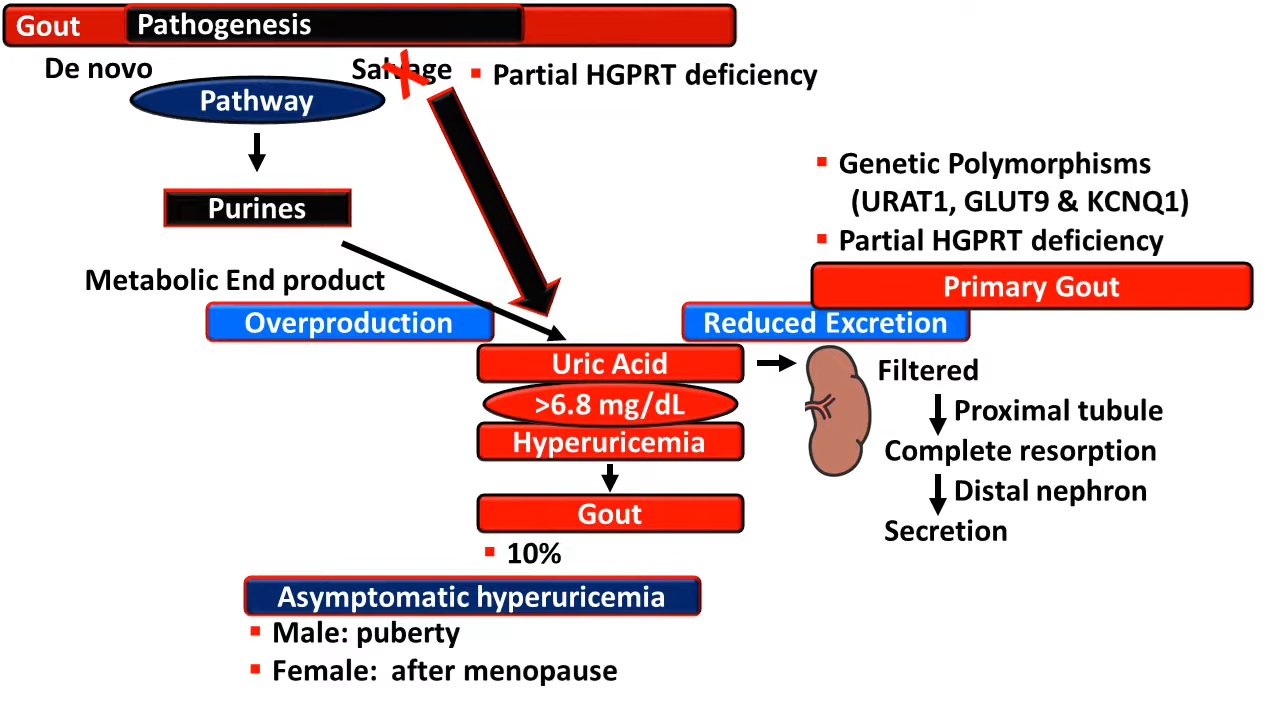 Gout Pathogenesis
De novo
Salvage
Partial HGPRT deficiency
Pathway
Purines
Genetic Polymorphisms
(URAT1, GLUT9 & KCNQ1)
Partial HGPRT deficiency
Primary Gout
Metabolic End product
Overproduction
Reduced Excretion
Uric Acid
>6.8 mg/dL
Hyperuricemia
Gout
10%
Filtered
Proximal tubule
Complete resorption
Distal nephron
Secretion
Asymptomatic hyperuricemia
Male: puberty
Female: after menopause